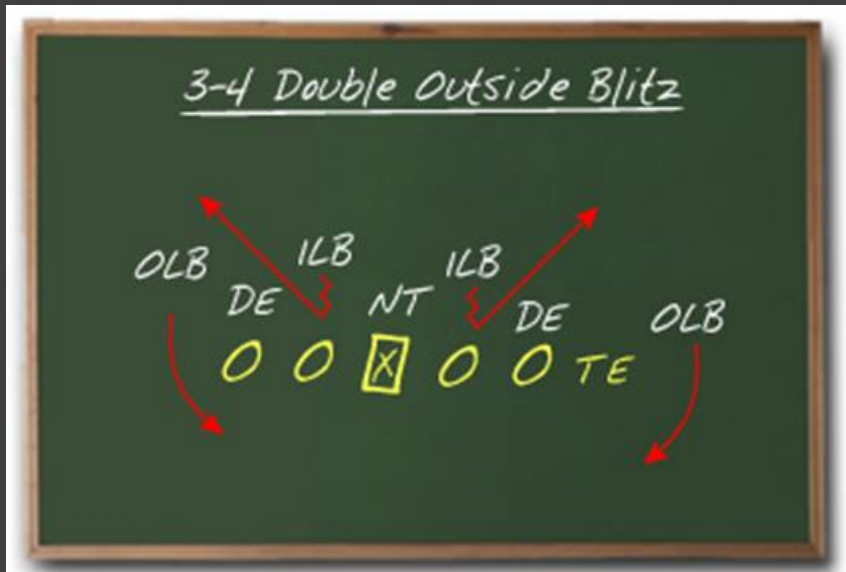 3-4 Double Outside Blitz
OLB ILB ILB
DE NT DE OLB
O O X O O TE